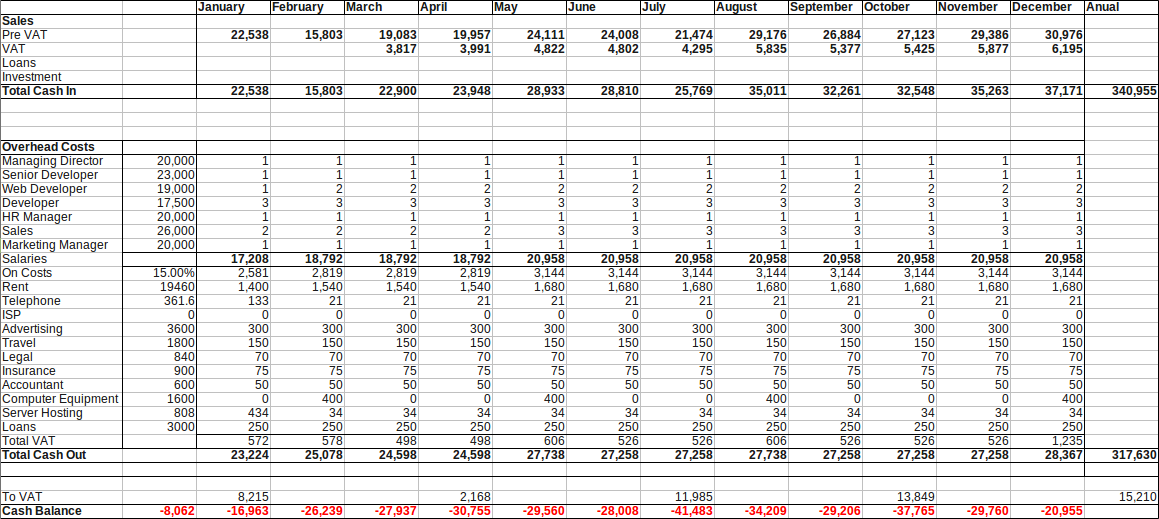 January February March April May June July August September October November December Anual
Sales
Pre VAT 22,538 15,803 19,083 19,957 24,111 24,008 21,474 29,176 26,884 27,123 29,386 30,976
VAT 3,817 3,991 4,822 4,802 4,295 5,835 5,377 5,425 5,877 6,195
Loans
Investment
Total Cash In 22,538 15,803 22,900 23,948 28,933 28,810 25,769 35,011 32,261 32,548 35,263 37,171 340,955
Overhead Costs
Managing Director 20,000 1 1 1 1 1 1 1 1 1 1 1 1
Senior Developer 23,000 1 1 1 1 1 1 1 1 1 1 1 1
Web Developer 19,000 1 2 2 2 2 2 2 2 2 2 2 2
Developer 17,500 3 3 3 3 3 3 3 3 3 3 3 3
HR Manager 20,000 1 1 1 1 1 1 1 1 1 1 1 1
Sales 26,000 2 2 2 2 3 3 3 3 3 3 3 3
Marketing Manager 20,000 1 1 1 1 1 1 1 1 1 1 1 1
Salaries 17,208 18,792 18,792 18,792 20,958 20,958 20,958 20,958 20,958 20,958 20,958 20,958
On Costs 15.00% 2,581 2,819 2,819 2,819 3,144 3,144 3,144 3,144 3,144 3,144 3,144 3,144
Rent 19460 1,400 1,540 1,540 1,540 1,680 1,680 1,680 1,680 1,680 1,680 1,680 1,680
Telephone 361.6 133 21 21 21 21 21 21 21 21 21 21 21
ISP 0 0 0 0 0 0 0 0 0 0 0 0 0
Advertising 3600 300 300 300 300 300 300 300 300 300 300 300 300
Travel 1800 150 150 150 150 150 150 150 150 150 150 150 150
Legal 840 70 70 70 70 70 70 70 70 70 70 70 70
Insurance 900 75 75 75 75 75 75 75 75 75 75 75 75
Accountant 600 50 50 50 50 50 50 50 50 50 50 50 50
Computer Equipment 1600 0 400 0 0 400 0 0 400 0 0 0 400
Server Hosting 808 434 34 34 34 34 34 34 34 34 34 34 34
Loans 3000 250 250 250 250 250 250 250 250 250 250 250 250
Total VAT 572 578 498 498 606 526 526 606 526 526 526 1,235
Total Cash Out 23,224 25,078 24,598 24,598 27,738 27,258 27,258 27,738 27,258 27,258 27,258 28,367 317,630
To VAT 8,215 2,168 11,985 13,849 15,210
Cash Balance -8,062 -16,963 -26,239 -27,937 -30,755 -29,560 -28,008 -41,483 -34,209 -29,206 -37,765 -29,760 -20,955